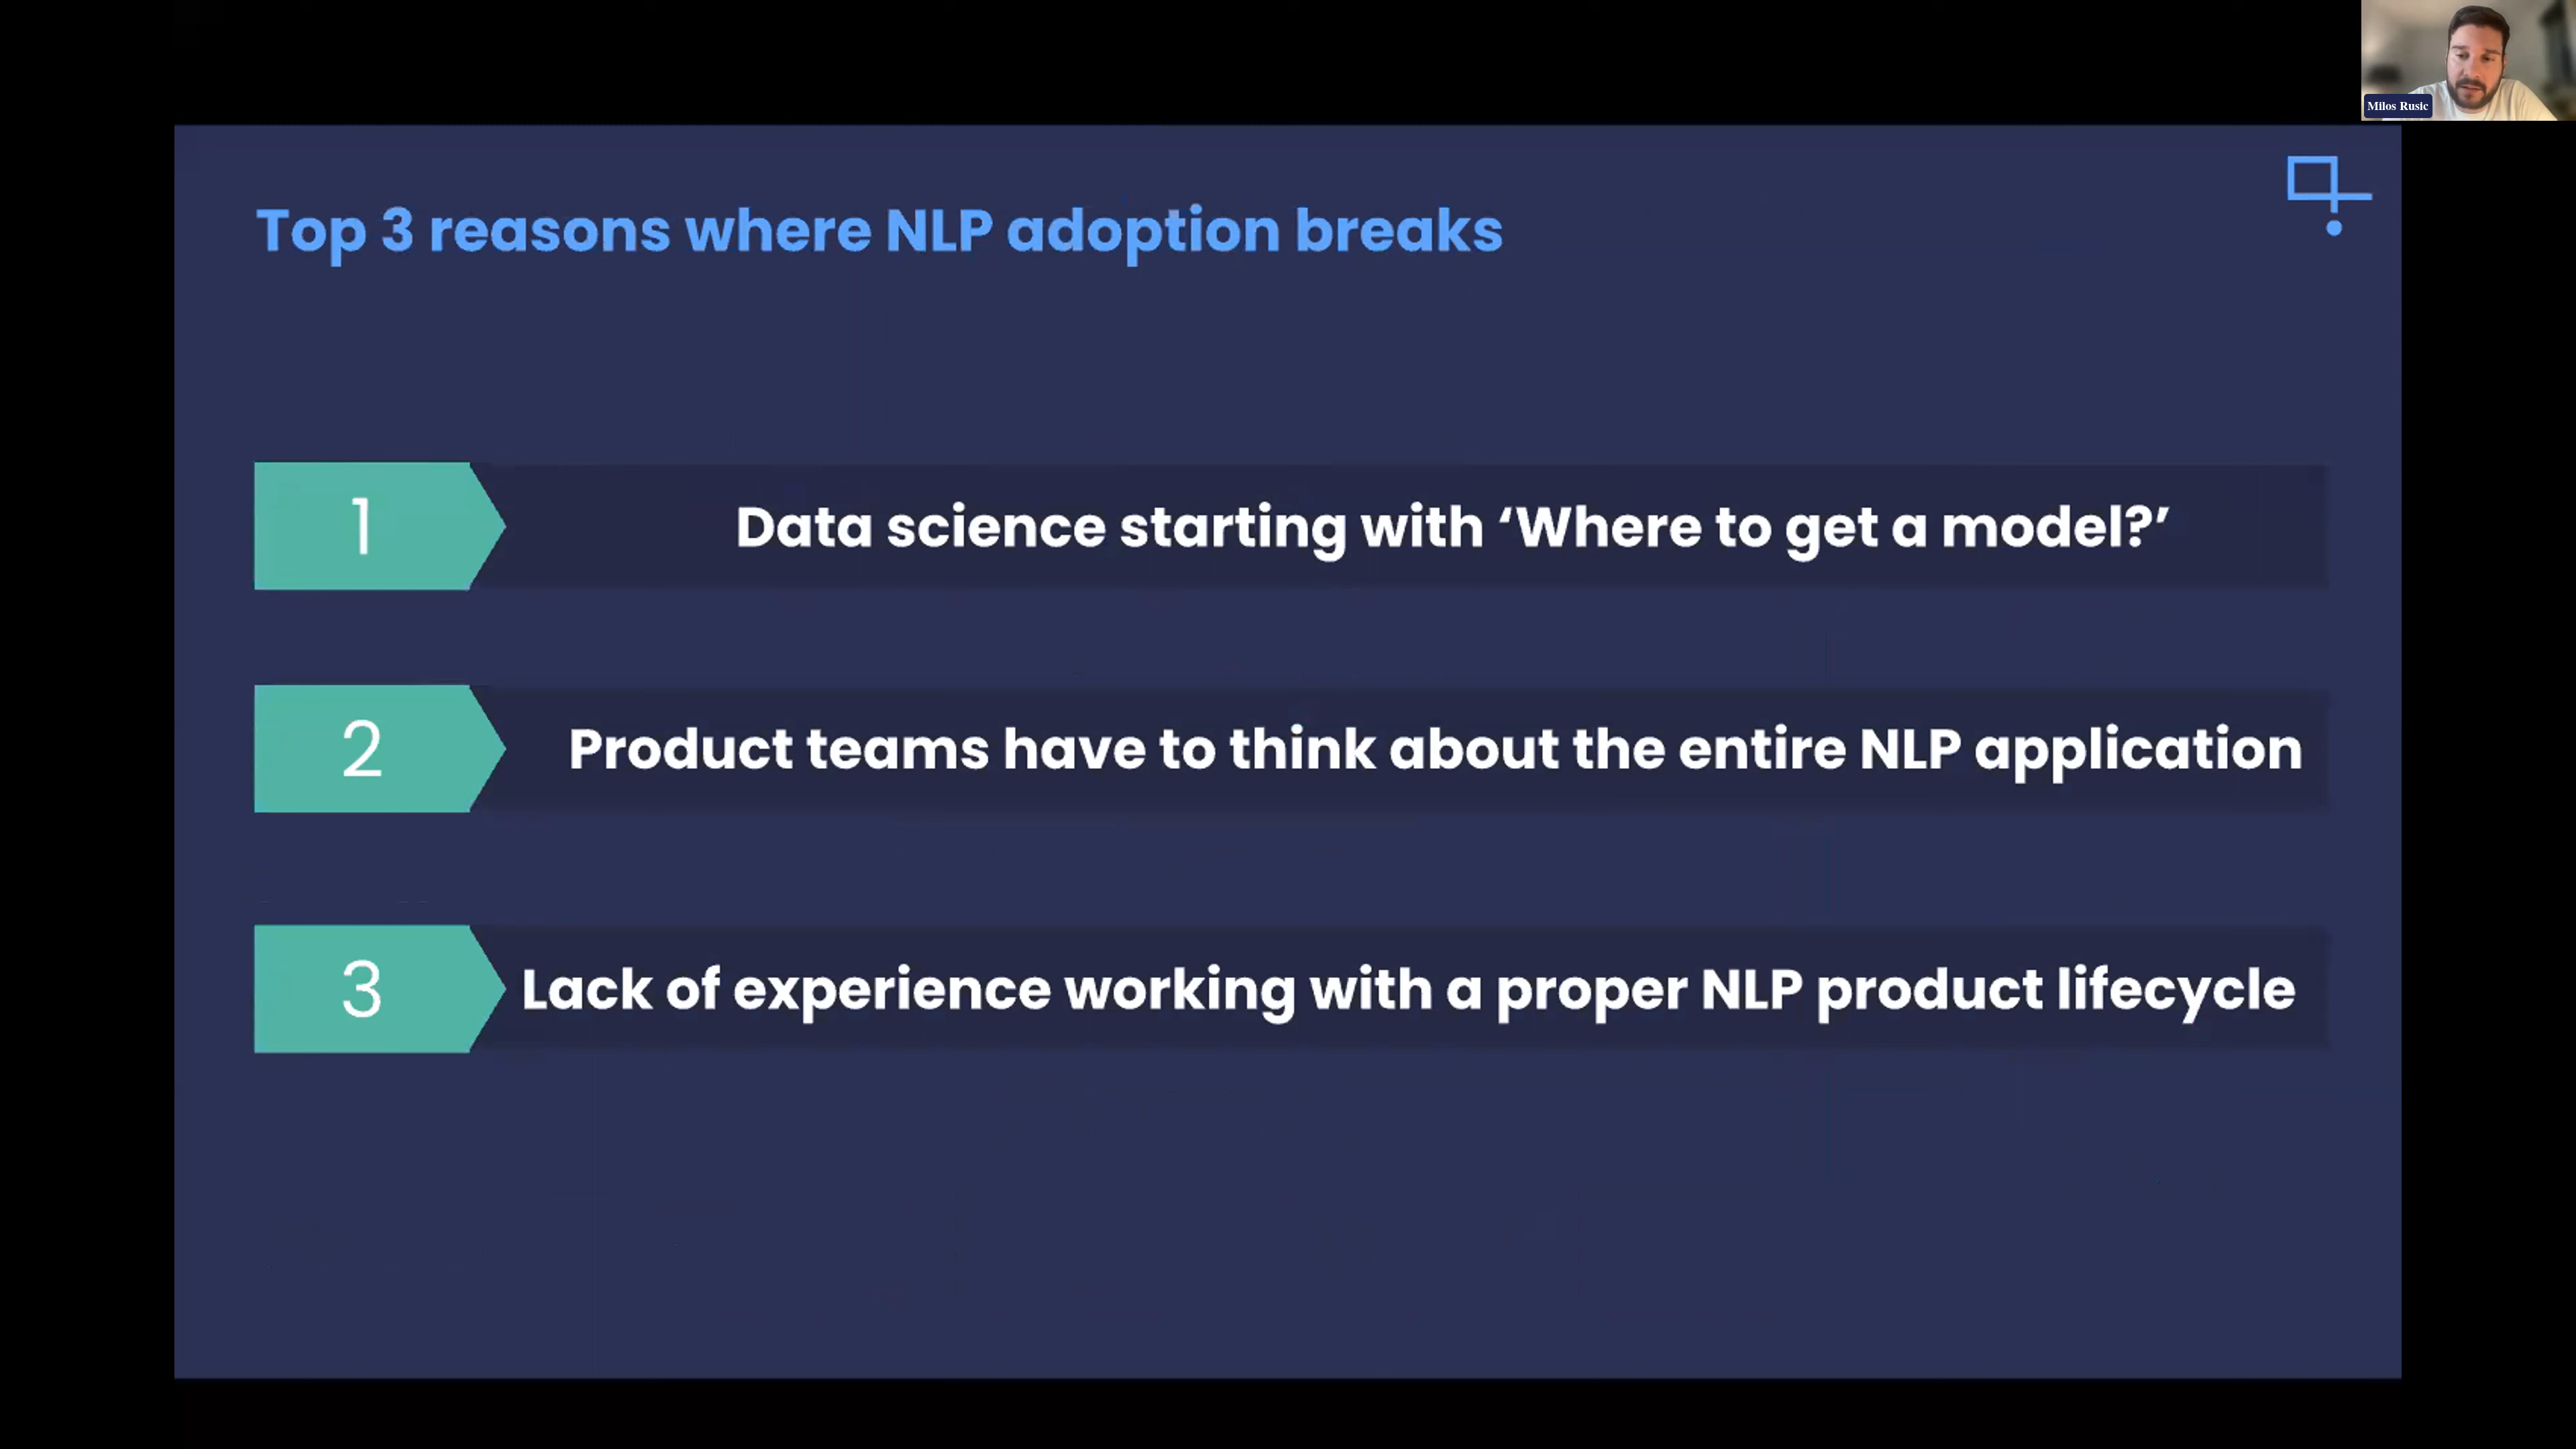 Milos Rusic
Top 3 reasons where NLP adoption breaks
1
Data science starting with ‘Where to get a model?’
2
Product teams have to think about the entire NLP application
3
Lack of experience working with a proper NLP product lifecycle